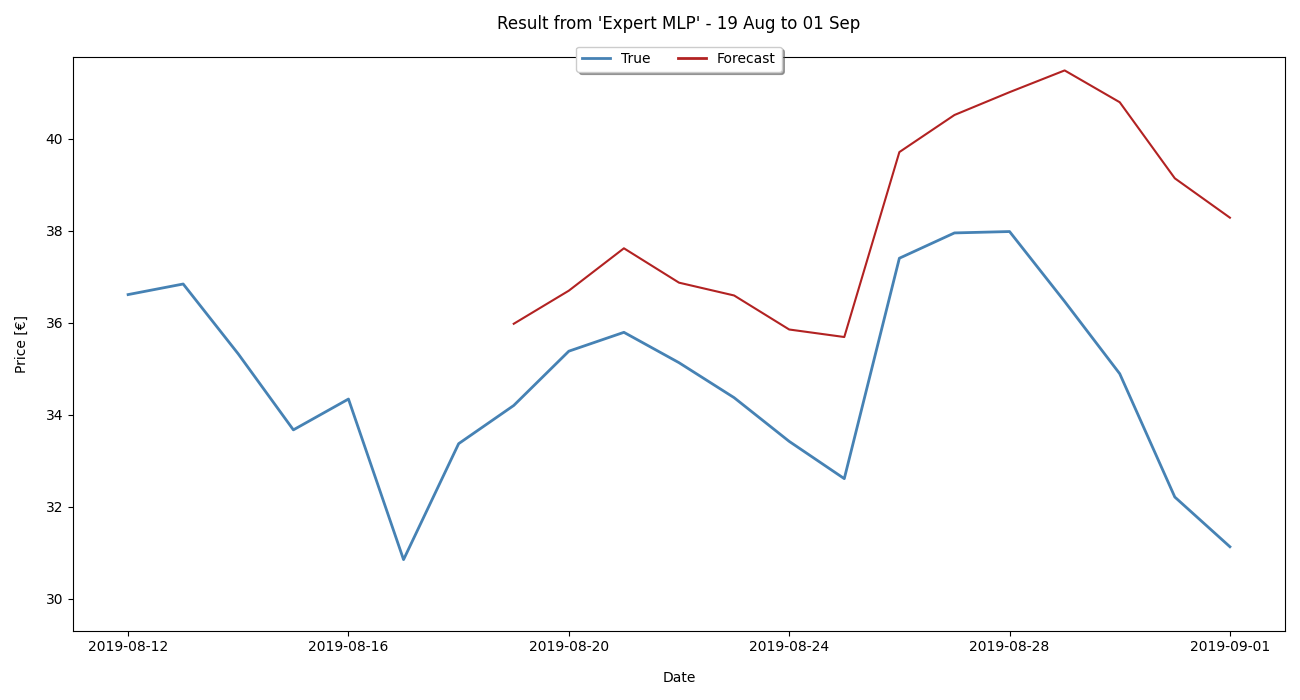 Result from 'Expert MLP' - 19 Aug to 01 Sep
True Forecast
Price [€]
40
38
36
34
32
30
2019-08-12 2019-08-16 2019-08-20 2019-08-24 2019-08-28 2019-09-01
Date